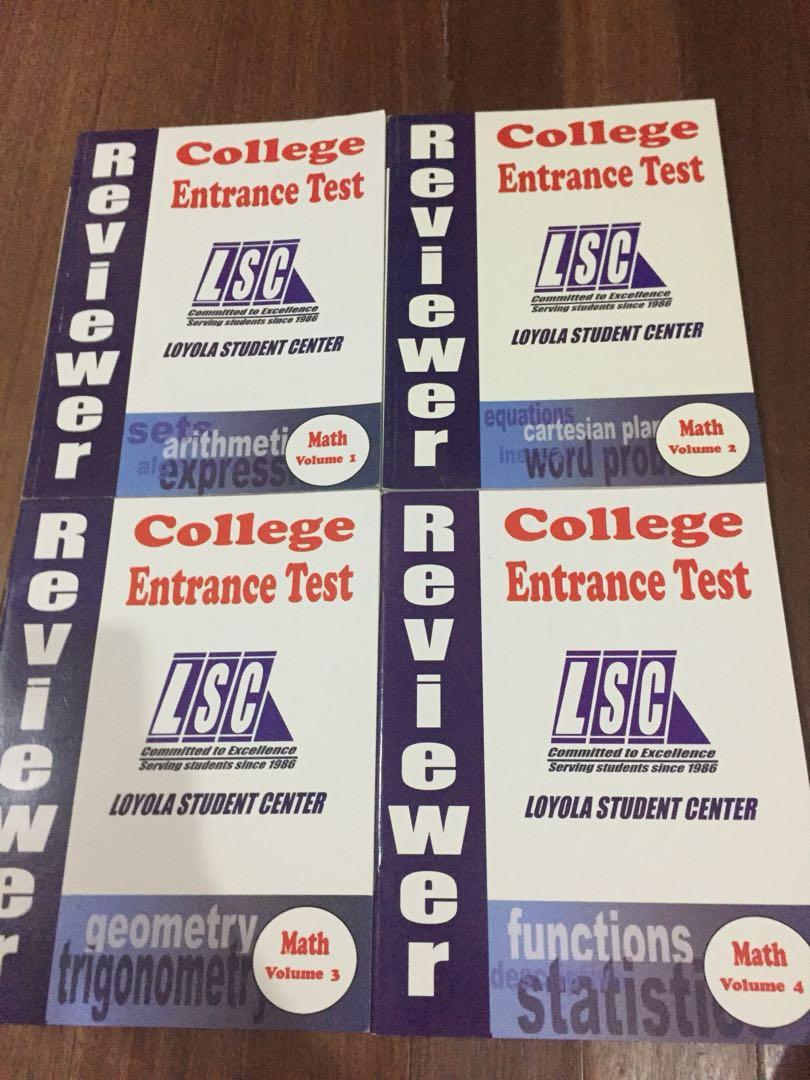 Reviewer
College
Entrance Test
LSC
Committed to Excellence
Serving students since 1986
LOYOLA STUDENT CENTER
sets
arithmeti
express
Math
Volume 1
Reviewer
College
Entrance Test
LSC
Committed to Excellence
Serving students since 1986
LOYOLA STUDENT CENTER
equations
cartesian plan
word prob
Math
Volume 2
Reviewer
College
Entrance Test
LSC
Committed to Excellence
Serving students since 1986
LOYOLA STUDENT CENTER
geometry
trigonometry
Math
Volume 3
Reviewer
College
Entrance Test
LSC
Committed to Excellence
Serving students since 1986
LOYOLA STUDENT CENTER
functions
statisti
Math
Volume 4